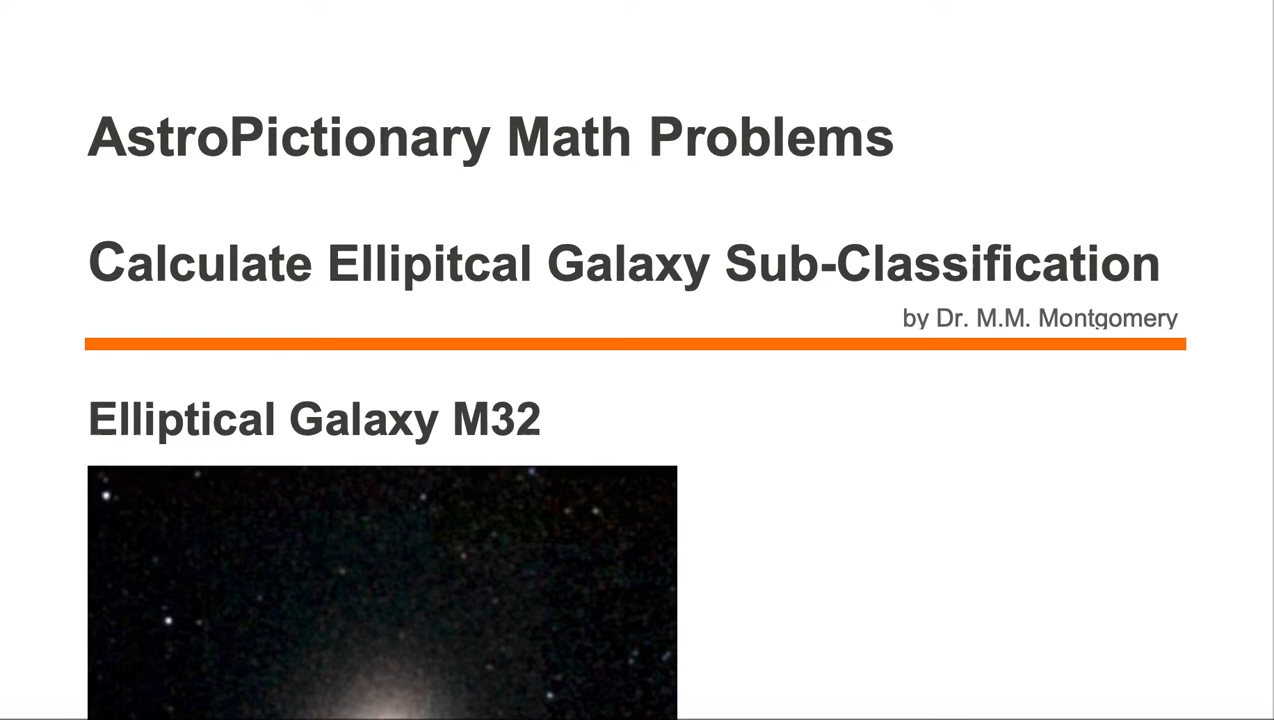 AstroPictionary Math Problems
Calculate Ellipitcal Galaxy Sub-Classification
by Dr. M.M. Montgomery
Elliptical Galaxy M32